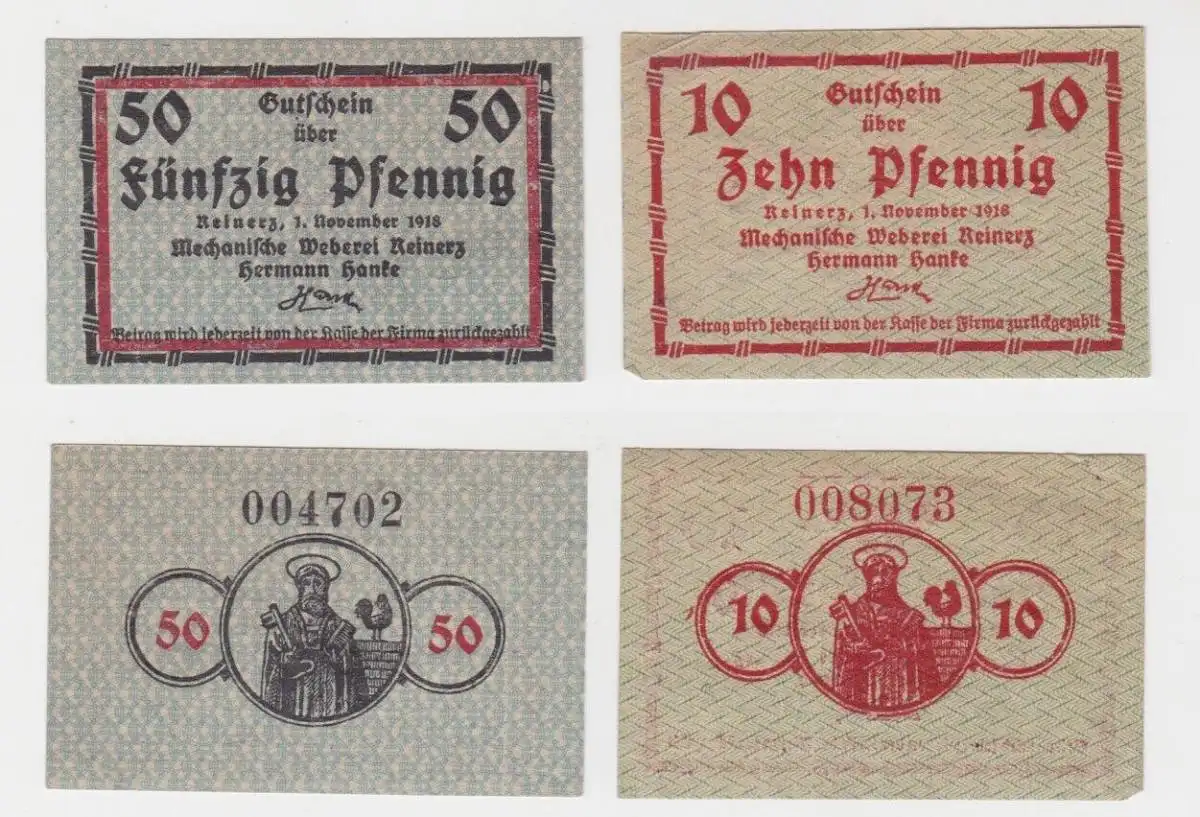 50 Gutschein 50
über
Fünfzig Pfennig
Reinerz, 1. November 1918
Mechanische Weberei Reinerz
Hermann Hanke
Hanke
Betrag wird jederzeit von der Kasse der Firma zurückgezahlt
10 Gutschein 10
über
Zehn Pfennig
Reinerz, 1. November 1918
Mechanische Weberei Reinerz
Hermann Hanke
Hanke
Betrag wird jederzeit von der Kasse der Firma zurückgezahlt
004702
50 50
008073
10 10